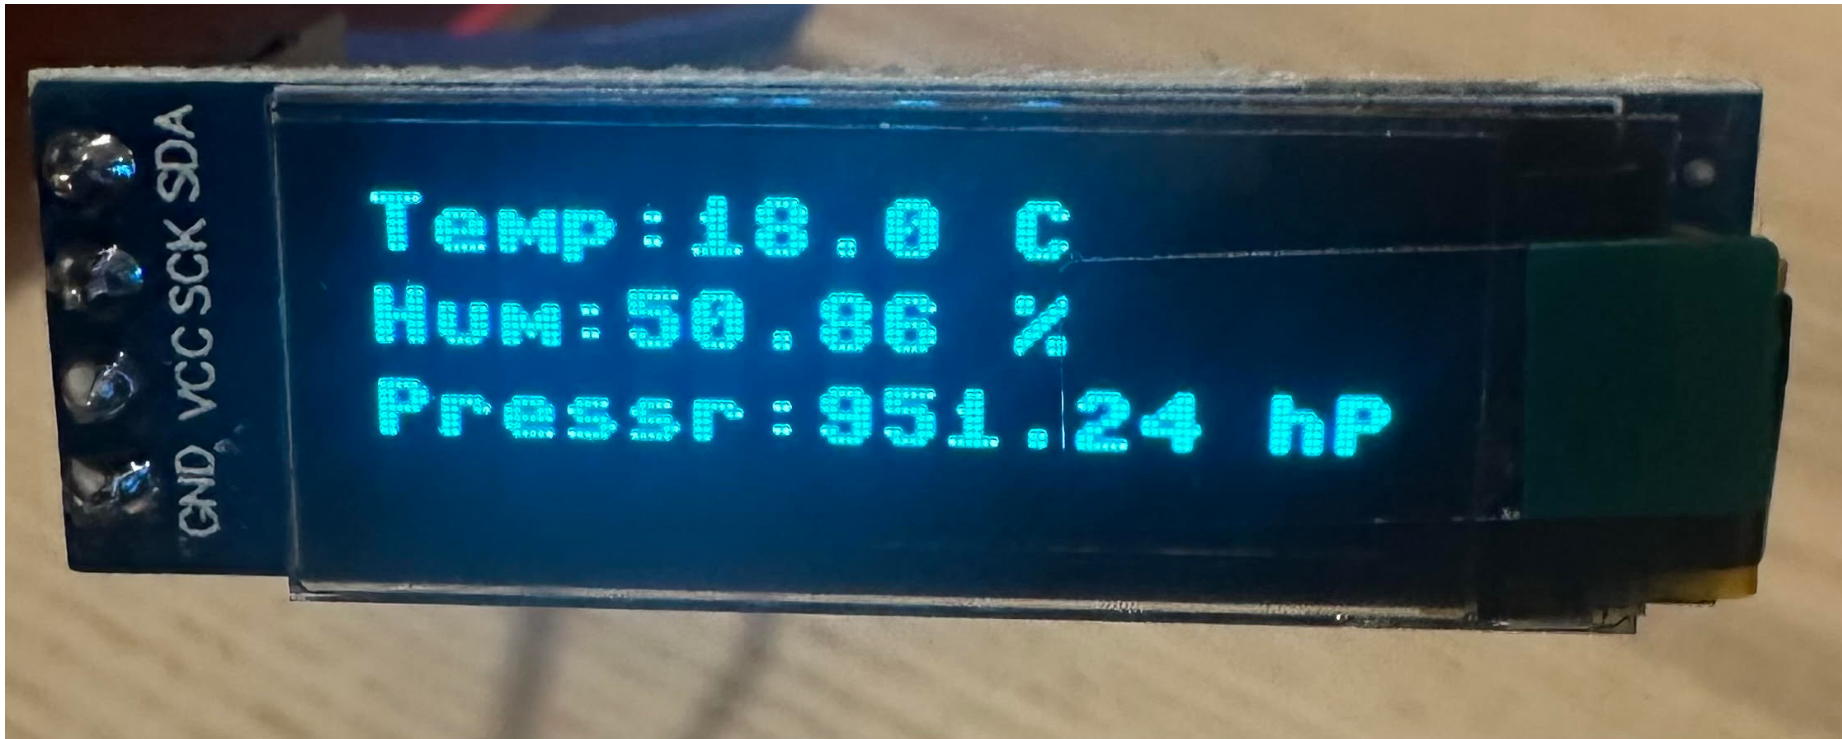 SDA
SCK
VCC
GND
Temp:18.0 C
Hum:50.86 %
Pressr:951.24 hP